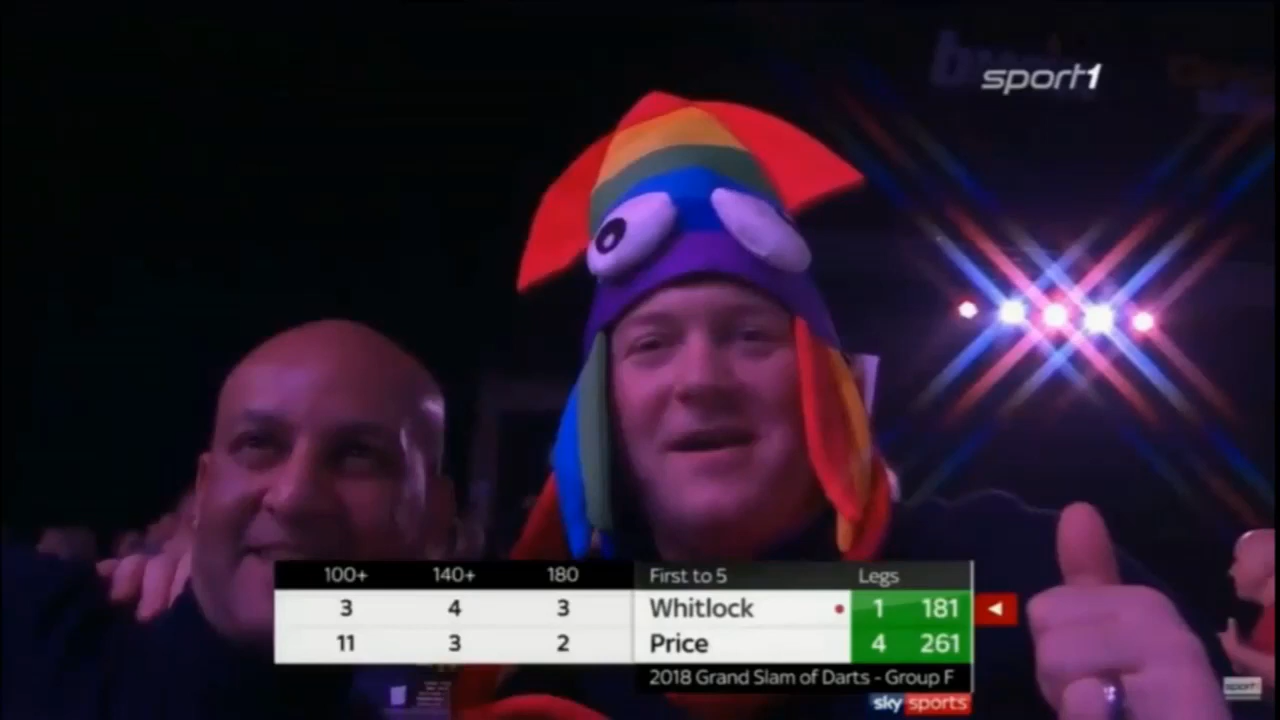 sport1
100+ 140+ 180 First to 5 Legs
3 4 3 Whitlock 1 181
11 3 2 Price 4 261
2018 Grand Slam of Darts - Group F
sky sports
sport1